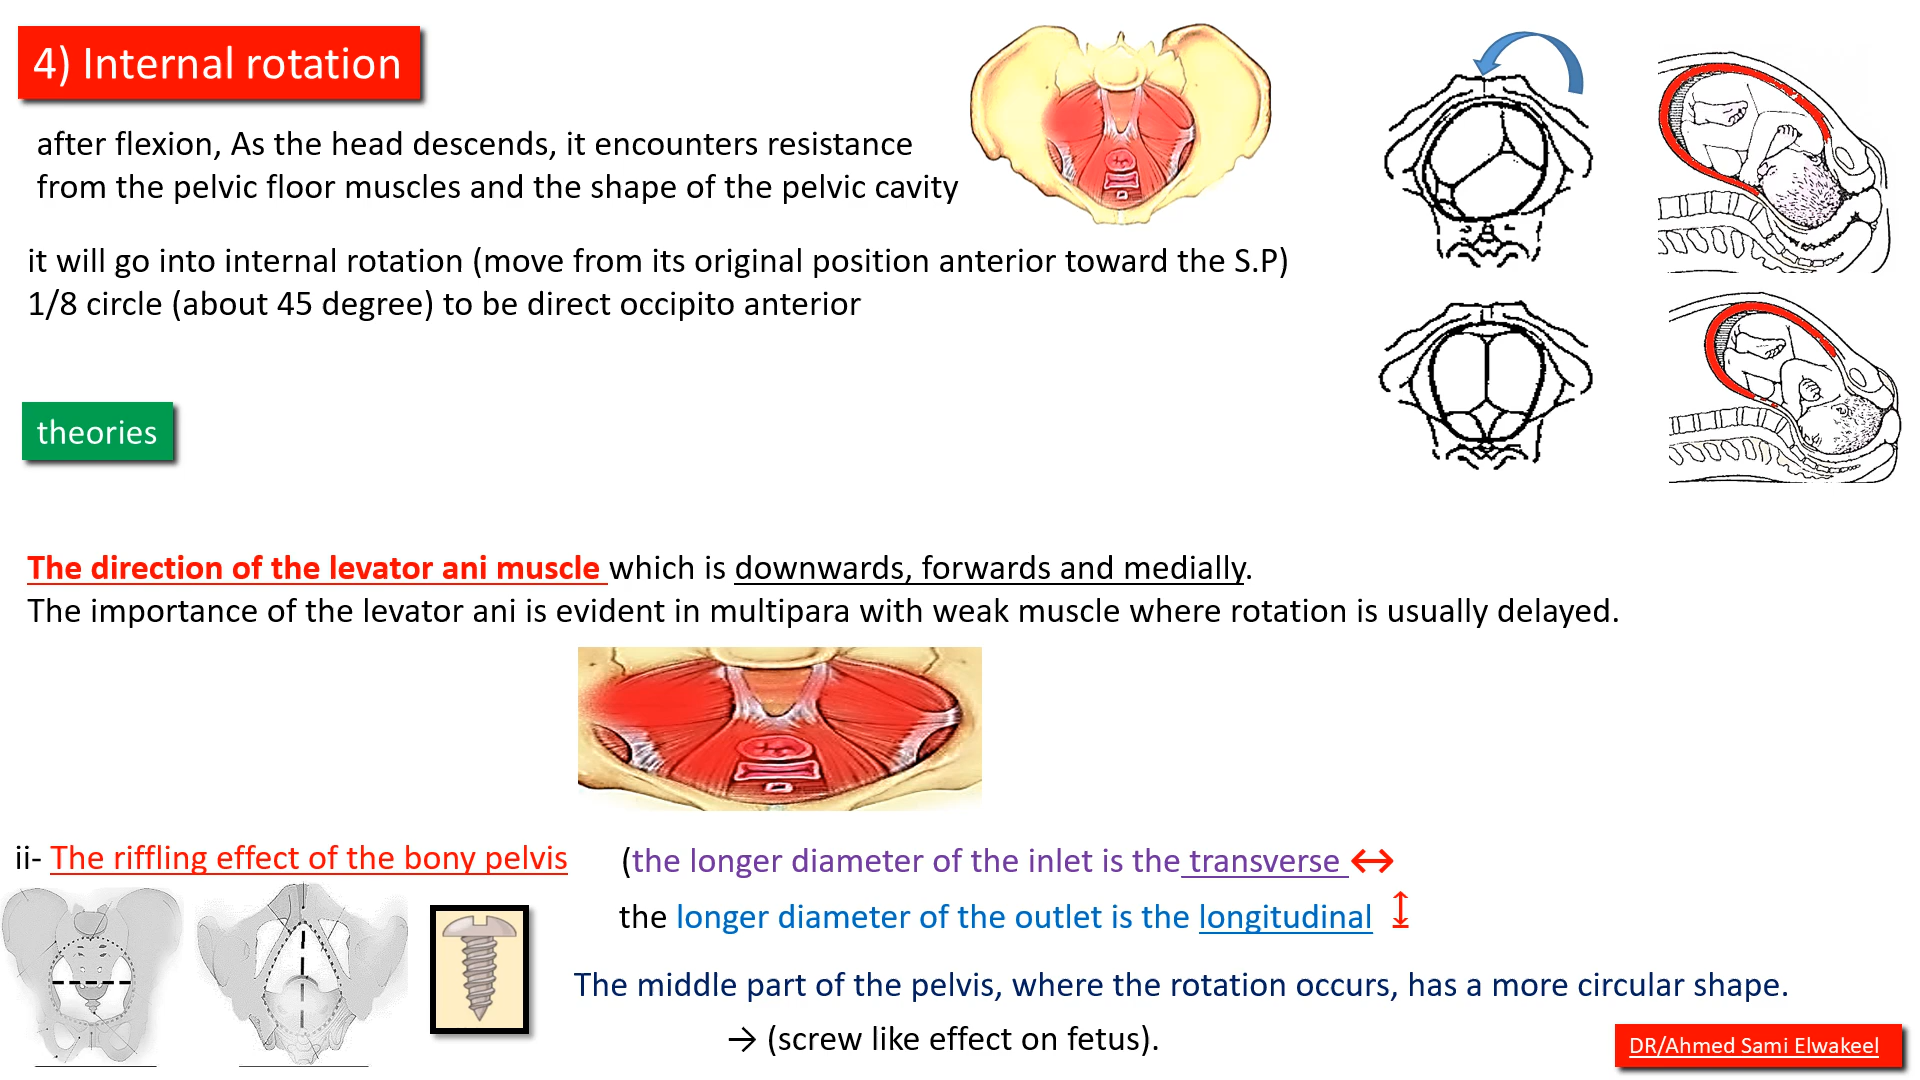 4) Internal rotation
after flexion, As the head descends, it encounters resistance
from the pelvic floor muscles and the shape of the pelvic cavity
it will go into internal rotation (move from its original position anterior toward the S.P)
1/8 circle (about 45 degree) to be direct occipito anterior
theories
The direction of the levator ani muscle which is downwards, forwards and medially.
The importance of the levator ani is evident in multipara with weak muscle where rotation is usually delayed.
ii- The riffling effect of the bony pelvis
(the longer diameter of the inlet is the transverse ↔
the longer diameter of the outlet is the longitudinal ↨
The middle part of the pelvis, where the rotation occurs, has a more circular shape.
→ (screw like effect on fetus).
DR/Ahmed Sami Elwakeel